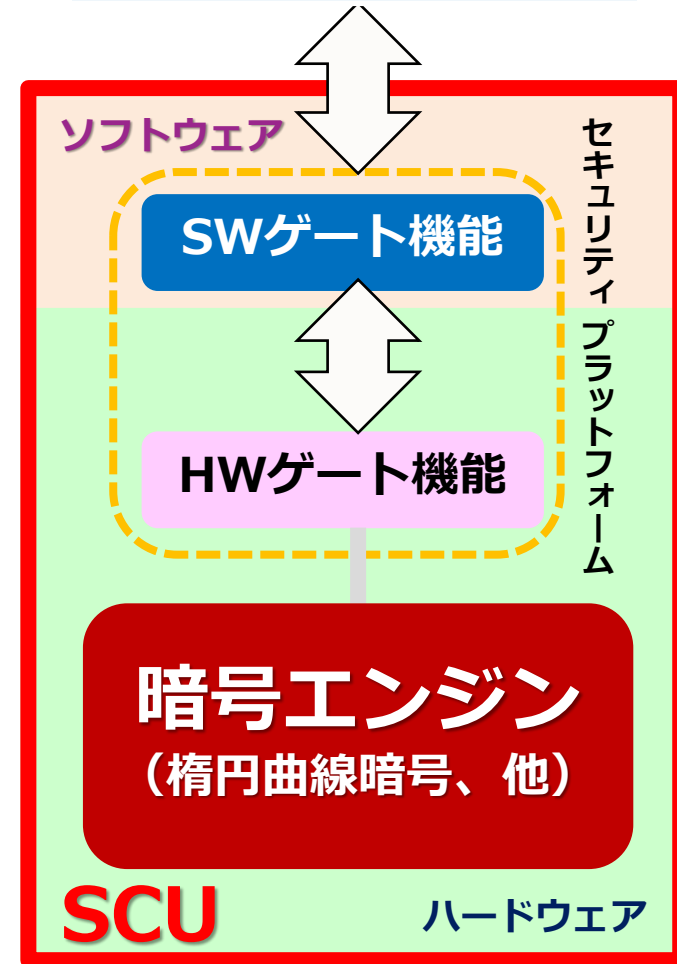 ソフトウェア
セキュリティ プラットフォーム
SWゲート機能
HWゲート機能
暗号エンジン
（楕円曲線暗号、他）
SCU
ハードウェア